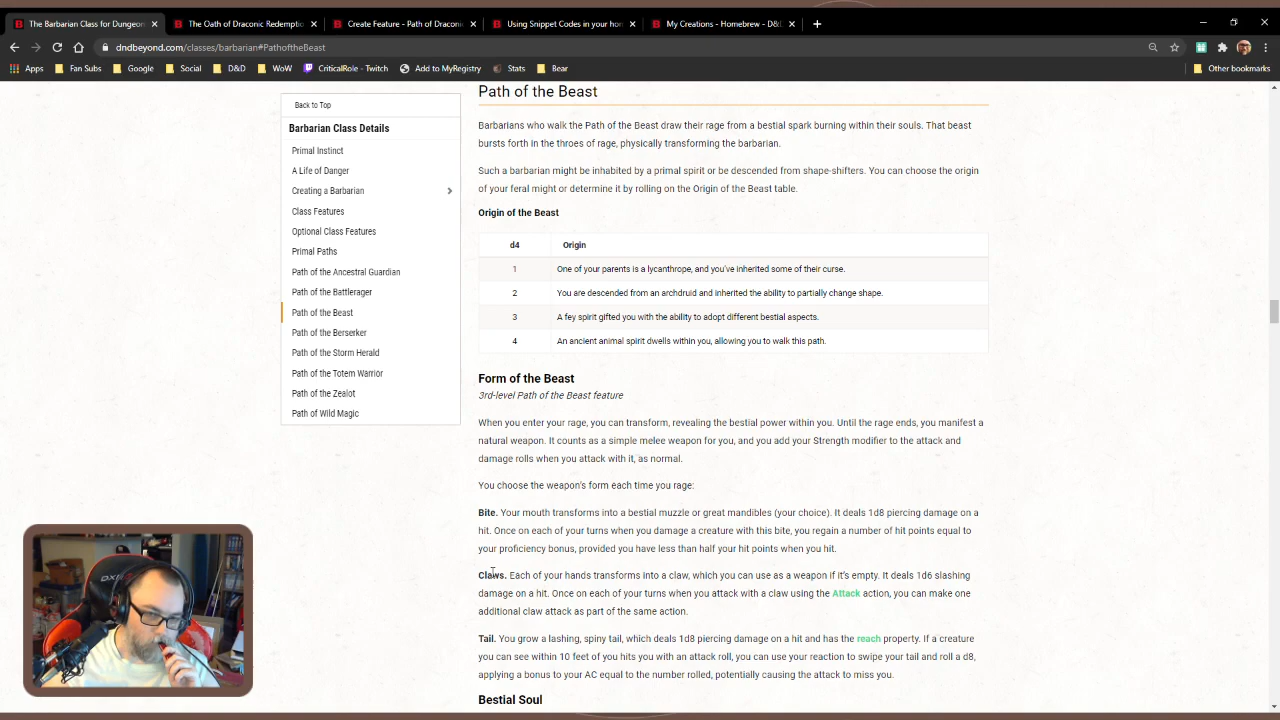 The Barbarian Class for Dungeon
The Oath of Draconic Redemptio
Create Feature - Path of Draconi
Using Snippet Codes in your hom
My Creations - Homebrew - D&D
dndbeyond.com/classes/barbarian#PathoftheBeast
Apps Fan Subs Google Social D&D WoW CriticalRole - Twitch Add to MyRegistry Stats Bear Other bookmarks
Back to Top
Barbarian Class Details
Primal Instinct
A Life of Danger
Creating a Barbarian
Class Features
Optional Class Features
Primal Paths
Path of the Ancestral Guardian
Path of the Battlerager
Path of the Beast
Path of the Berserker
Path of the Storm Herald
Path of the Totem Warrior
Path of the Zealot
Path of Wild Magic
Path of the Beast
Barbarians who walk the Path of the Beast draw their rage from a bestial spark burning within their souls. That beast
bursts forth in the throes of rage, physically transforming the barbarian.
Such a barbarian might be inhabited by a primal spirit or be descended from shape-shifters. You can choose the origin
of your feral might or determine it by rolling on the Origin of the Beast table.
Origin of the Beast
d4 Origin
1 One of your parents is a lycanthrope, and you've inherited some of their curse.
2 You are descended from an archdruid and inherited the ability to partially change shape.
3 A fey spirit gifted you with the ability to adopt different bestial aspects.
4 An ancient animal spirit dwells within you, allowing you to walk this path.
Form of the Beast
3rd-level Path of the Beast feature
When you enter your rage, you can transform, revealing the bestial power within you. Until the rage ends, you manifest a
natural weapon. It counts as a simple melee weapon for you, and you add your Strength modifier to the attack and
damage rolls when you attack with it, as normal.
You choose the weapon's form each time you rage:
Bite. Your mouth transforms into a bestial muzzle or great mandibles (your choice). It deals 1d8 piercing damage on a
hit. Once on each of your turns when you damage a creature with this bite, you regain a number of hit points equal to
your proficiency bonus, provided you have less than half your hit points when you hit.
Claws. Each of your hands transforms into a claw, which you can use as a weapon if it's empty. It deals 1d6 slashing
damage on a hit. Once on each of your turns when you attack with a claw using the Attack action, you can make one
additional claw attack as part of the same action.
Tail. You grow a lashing, spiny tail, which deals 1d8 piercing damage on a hit and has the reach property. If a creature
you can see within 10 feet of you hits you with an attack roll, you can use your reaction to swipe your tail and roll a d8,
applying a bonus to your AC equal to the number rolled, potentially causing the attack to miss you.
Bestial Soul